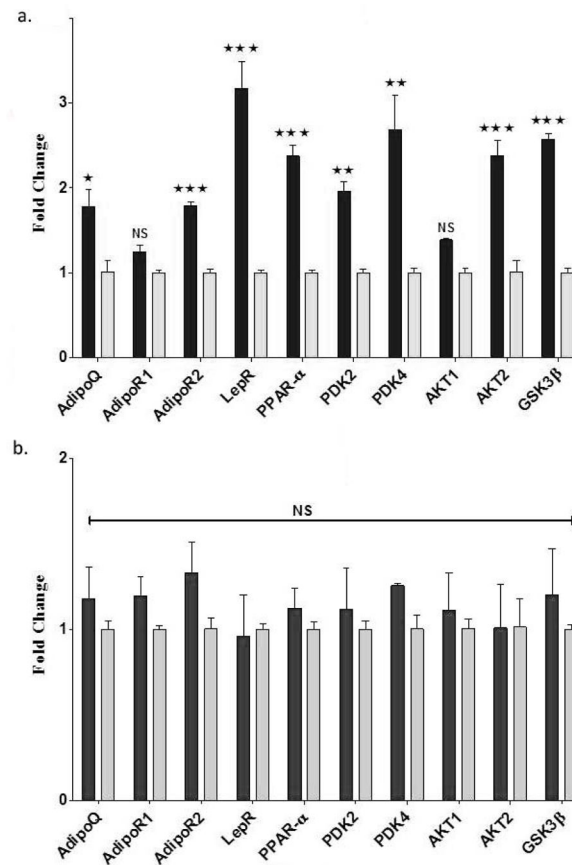 a.
★★★
★★
★★★
★★★
★★★
★★
★★★
★
NS
NS
3
2
1
0
Fold Change
AdipoQ
AdipoR1
AdipoR2
LepR
PPAR-α
PDK2
PDK4
AKT1
AKT2
GSK3β
b.
2
NS
1
0
Fold Change
AdipoQ
AdipoR1
AdipoR2
LepR
PPAR-α
PDK2
PDK4
AKT1
AKT2
GSK3β